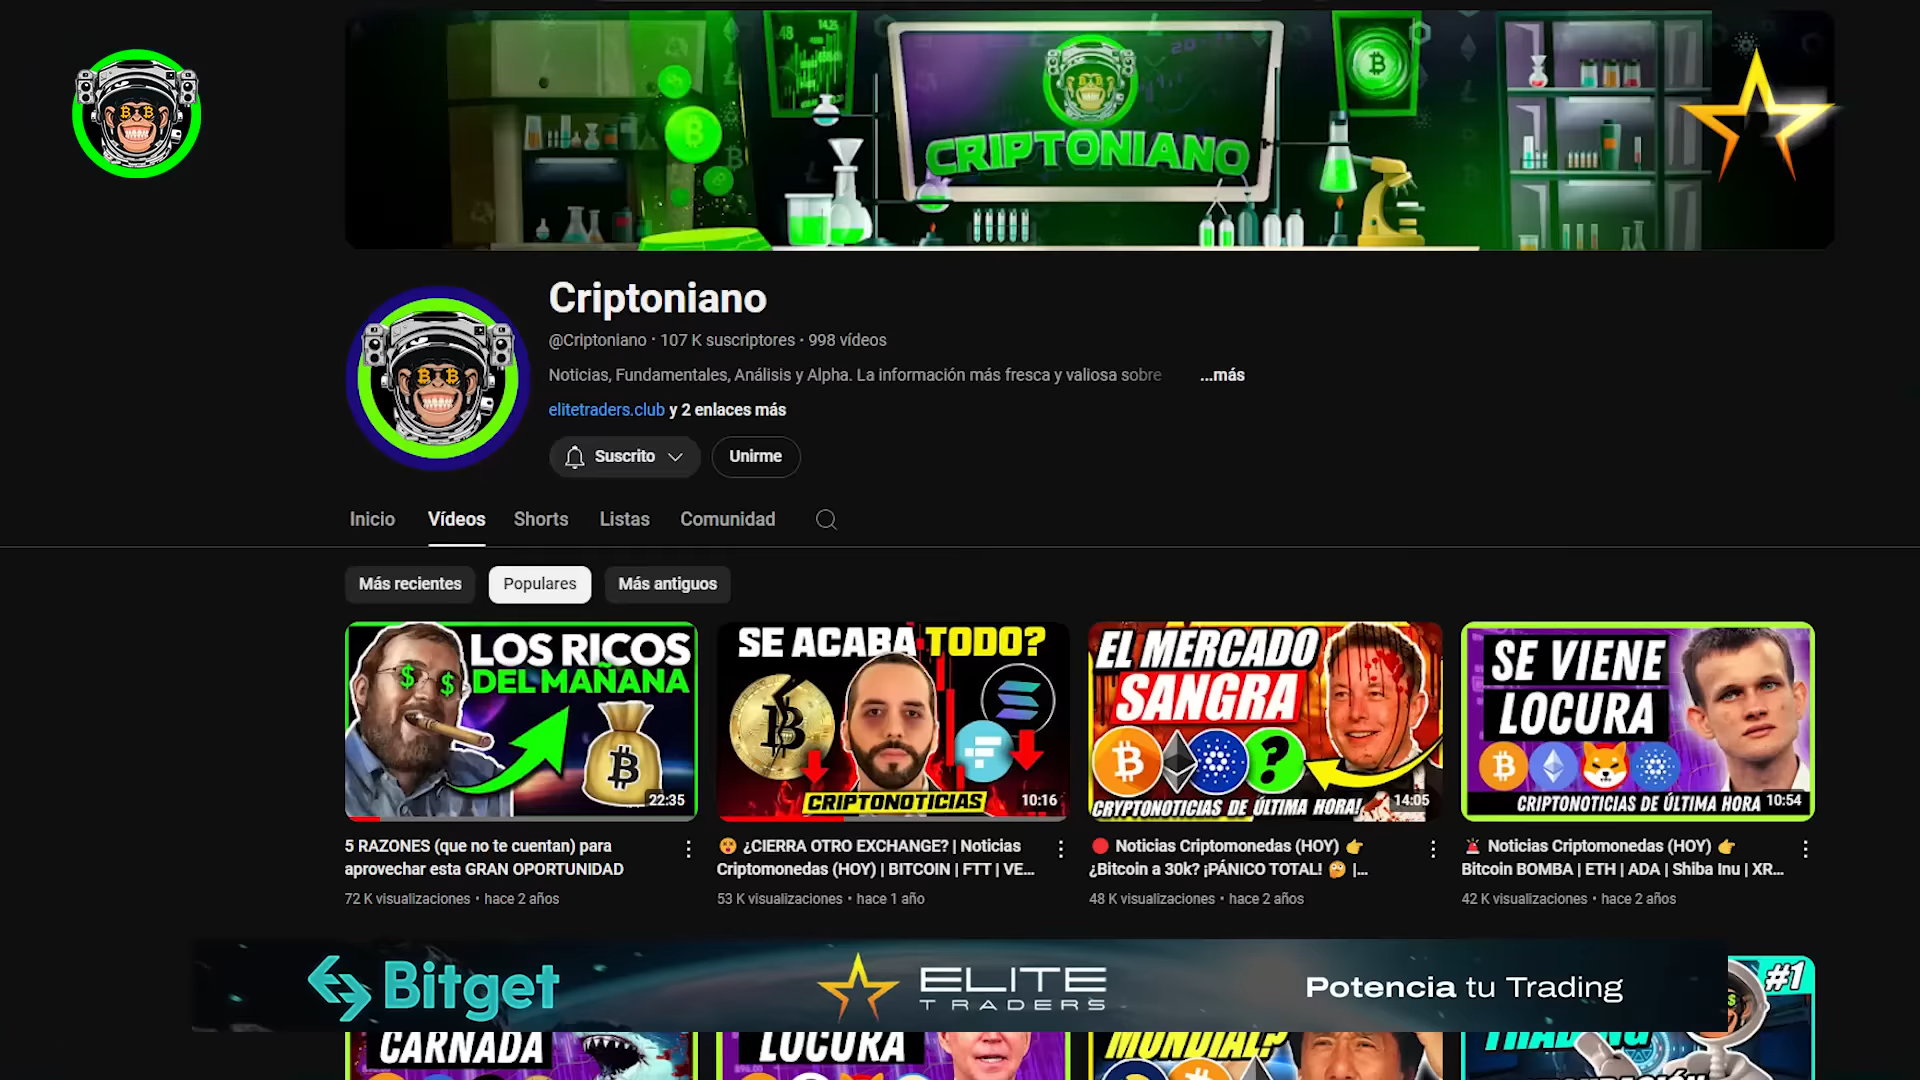 CRIPTONIANO
Criptoniano
@Criptoniano · 107 K suscriptores · 998 vídeos
Noticias, Fundamentales, Análisis y Alpha. La información más fresca y valiosa sobre ...más
elitetraders.club y 2 enlaces más
Suscrito
Unirme
Inicio Vídeos Shorts Listas Comunidad
Más recientes Populares Más antiguos
LOS RICOS
DEL MAÑANA
22:35
5 RAZONES (que no te cuentan) para
aprovechar esta GRAN OPORTUNIDAD
72 K visualizaciones · hace 2 años
SE ACABA TODO?
CRIPTONOTICIAS
10:16
😵 ¿CIERRA OTRO EXCHANGE? | Noticias
Criptomonedas (HOY) | BITCOIN | FTT | VE...
53 K visualizaciones · hace 1 año
EL MERCADO
SANGRA
?
CRYPTONOTICIAS DE ÚLTIMA HORA!
14:05
🔴 Noticias Criptomonedas (HOY) 👉
¿Bitcoin a 30k? ¡PÁNICO TOTAL! 🤔 |...
48 K visualizaciones · hace 2 años
SE VIENE
LOCURA
CRIPTONOTICIAS DE ÚLTIMA HORA
10:54
🚨 Noticias Criptomonedas (HOY) 👉
Bitcoin BOMBA | ETH | ADA | Shiba Inu | XR...
42 K visualizaciones · hace 2 años
Bitget
ELITE
TRADERS
Potencia tu Trading
CARNADA
LOCURA
MUNDIAL?
#1
TRADING